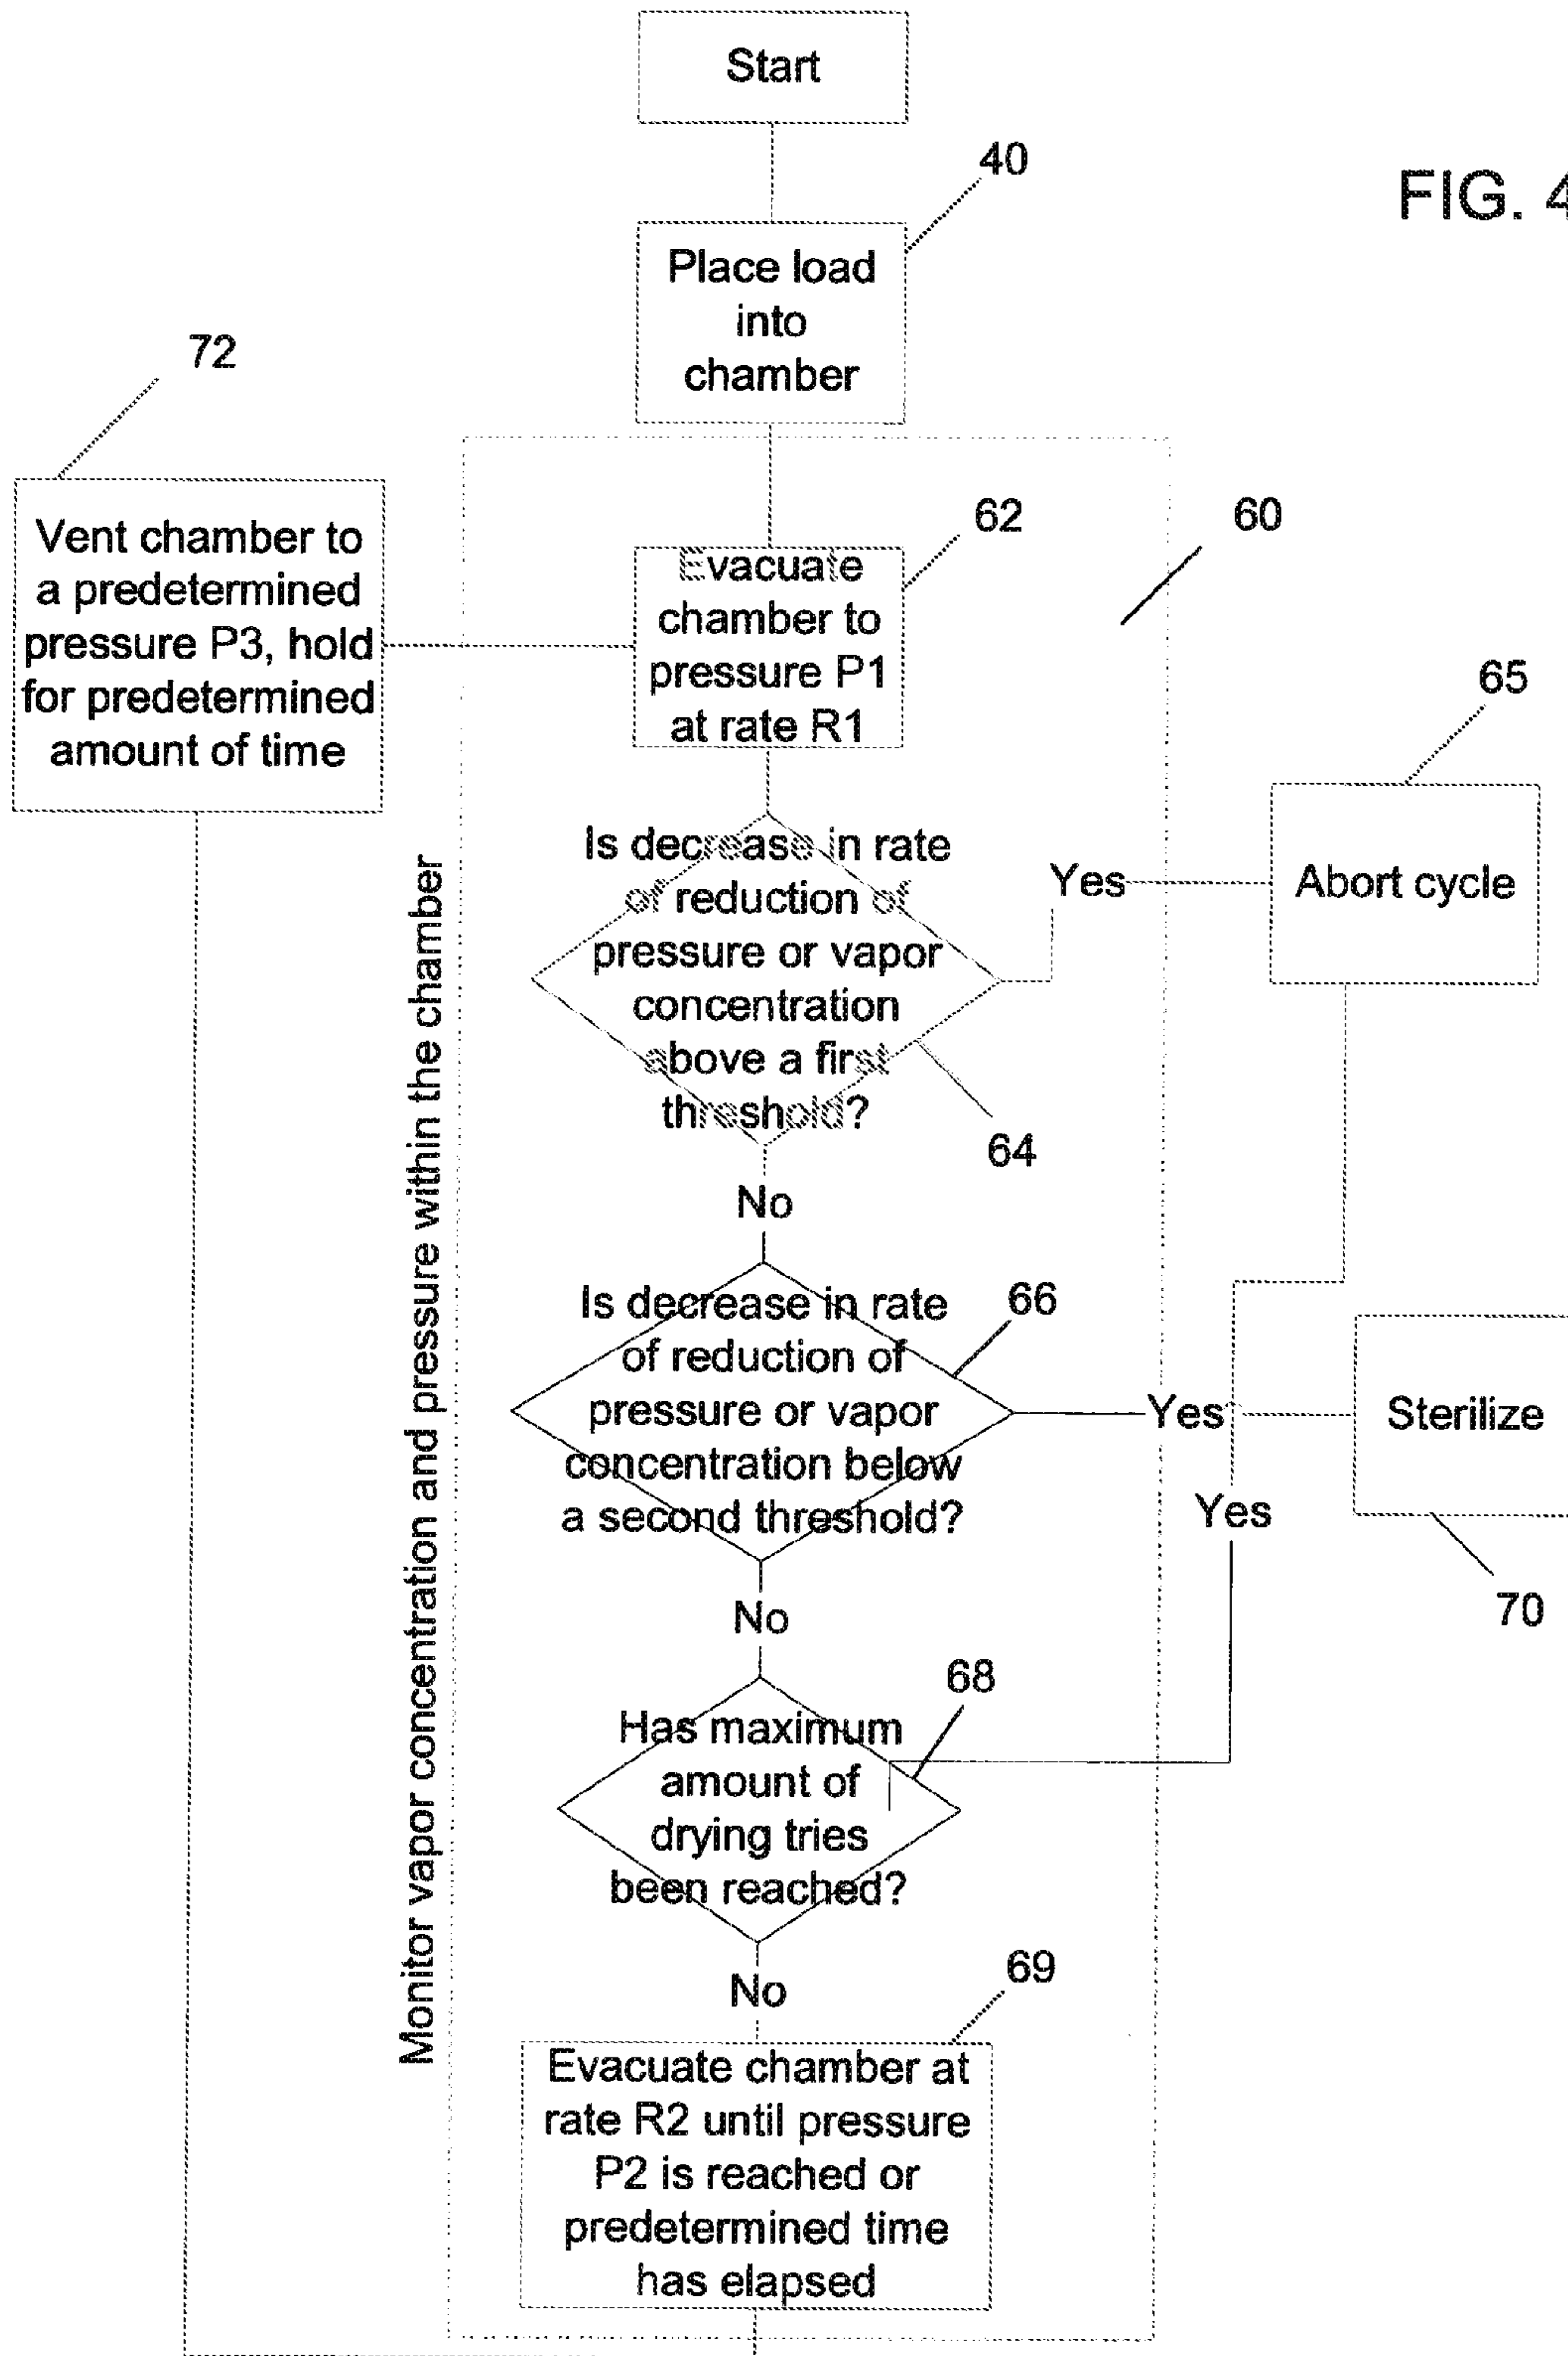 Start
40
FIG. 4
Place load
into
chamber
72
Vent chamber to
a predetermined
pressure P3, hold
for predetermined
amount of time
62
60
Evacuate
chamber to
pressure P1
at rate R1
65
Abort cycle
Is decrease in rate
of reduction of
pressure or vapor
concentration
above a first
threshold?
Yes
64
No
Monitor vapor concentration and pressure within the chamber
Is decrease in rate
of reduction of
pressure or vapor
concentration below
a second threshold?
66
Yes
Sterilize
Yes
70
No
68
Has maximum
amount of
drying tries
been reached?
No
69
Evacuate chamber at
rate R2 until pressure
P2 is reached or
predetermined time
has elapsed